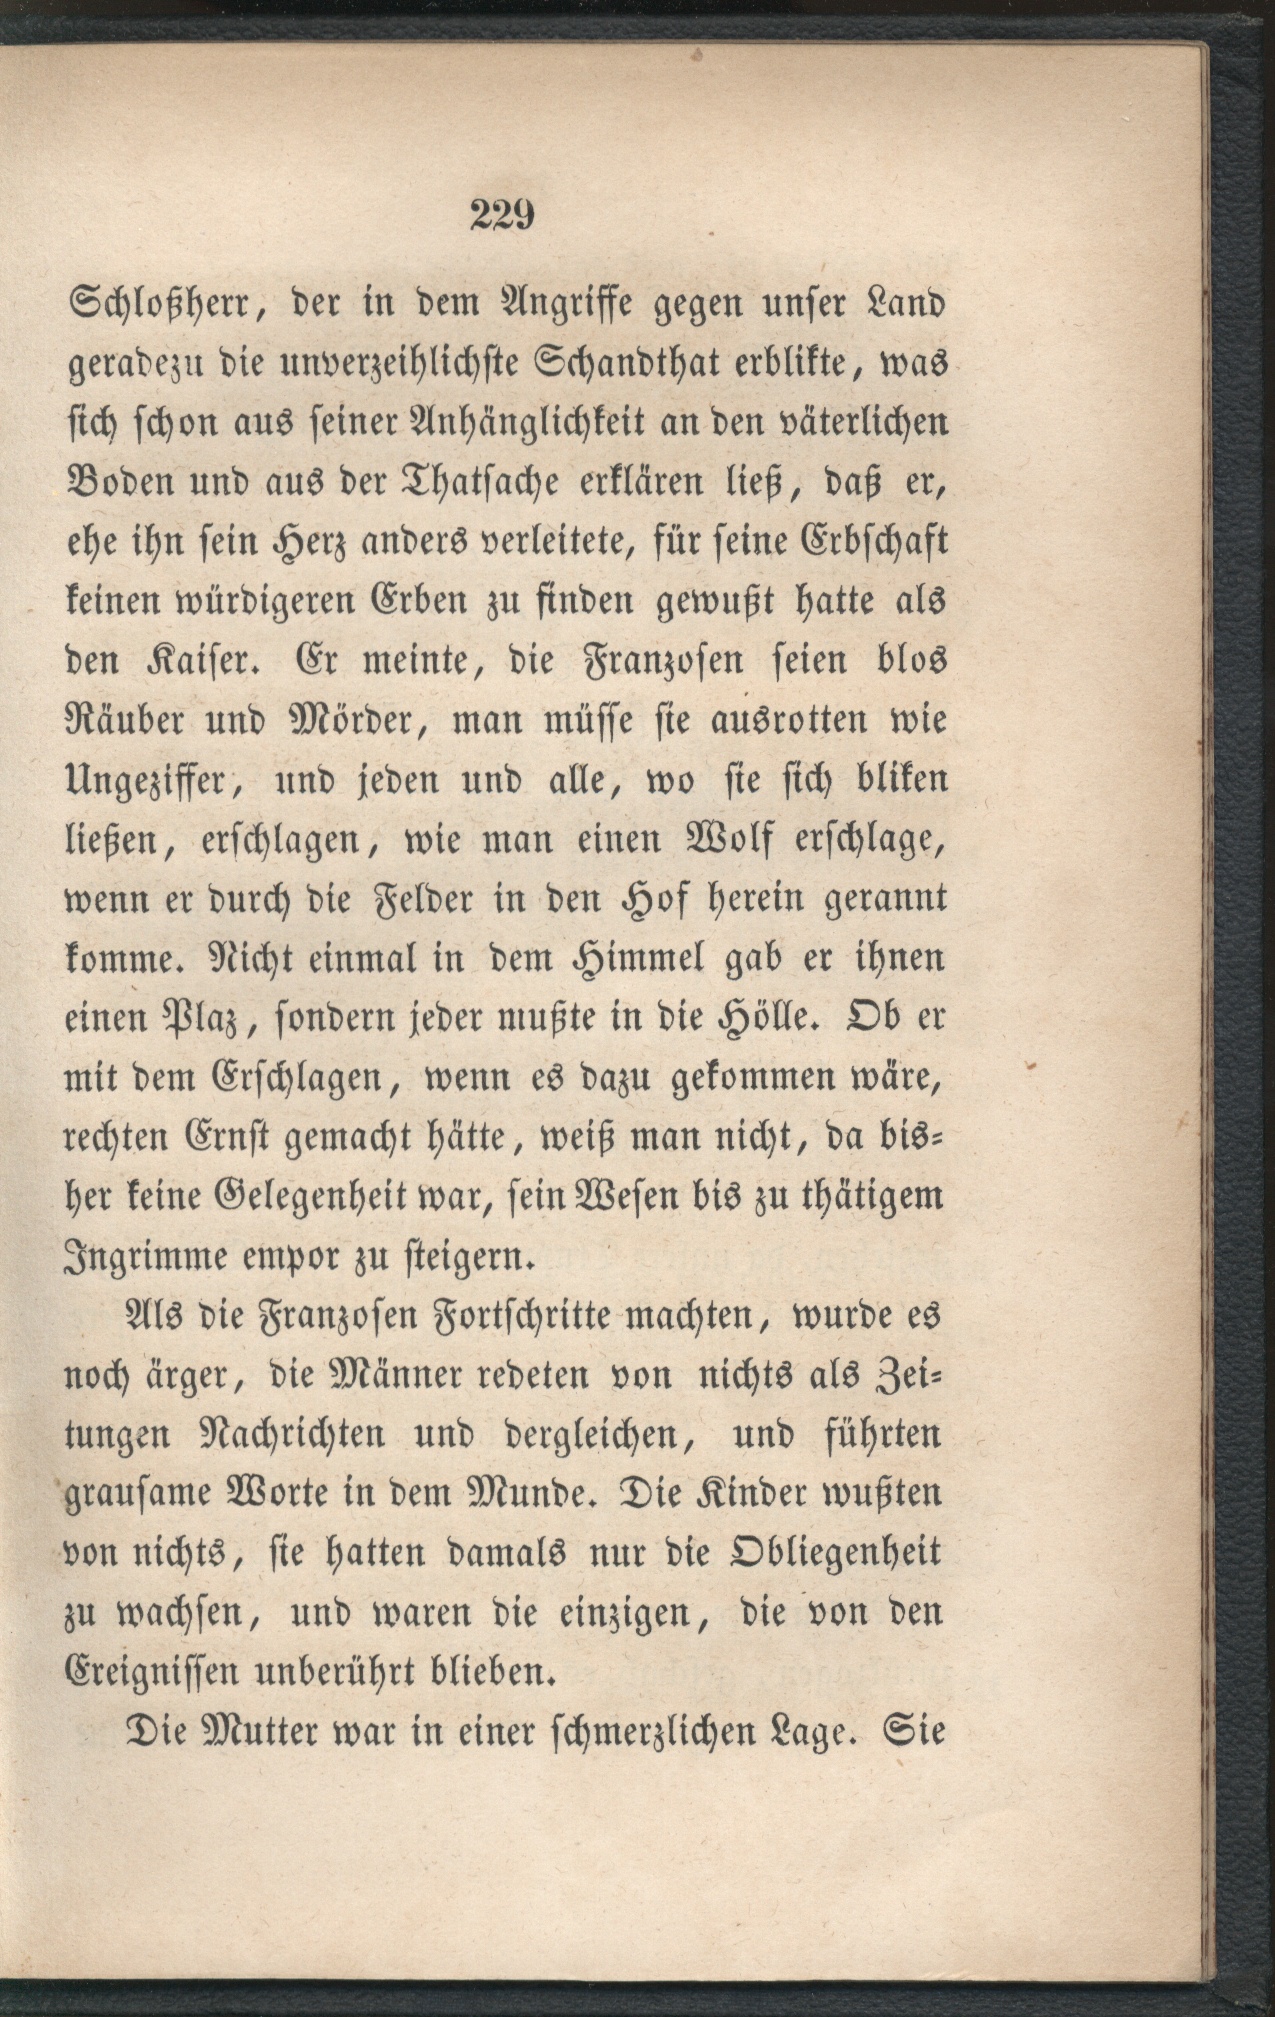 229
Schloßherr, der in dem Angriffe gegen unser Land
geradezu die unverzeihlichste Schandthat erblikte, was
sich schon aus seiner Anhänglichkeit an den väterlichen
Boden und aus der Thatsache erklären ließ, daß er,
ehe ihn sein Herz anders verleitete, für seine Erbschaft
keinen würdigeren Erben zu finden gewußt hatte als
den Kaiser. Er meinte, die Franzosen seien blos
Räuber und Mörder, man müsse sie ausrotten wie
Ungeziffer, und jeden und alle, wo sie sich bliken
ließen, erschlagen, wie man einen Wolf erschlage,
wenn er durch die Felder in den Hof herein gerannt
komme. Nicht einmal in dem Himmel gab er ihnen
einen Plaz, sondern jeder mußte in die Hölle. Ob er
mit dem Erschlagen, wenn es dazu gekommen wäre,
rechten Ernst gemacht hätte, weiß man nicht, da bis-
her keine Gelegenheit war, sein Wesen bis zu thätigem
Ingrimme empor zu steigern.
Als die Franzosen Fortschritte machten, wurde es
noch ärger, die Männer redeten von nichts als Zei-
tungen Nachrichten und dergleichen, und führten
grausame Worte in dem Munde. Die Kinder wußten
von nichts, sie hatten damals nur die Obliegenheit
zu wachsen, und waren die einzigen, die von den
Ereignissen unberührt blieben.
Die Mutter war in einer schmerzlichen Lage. Sie